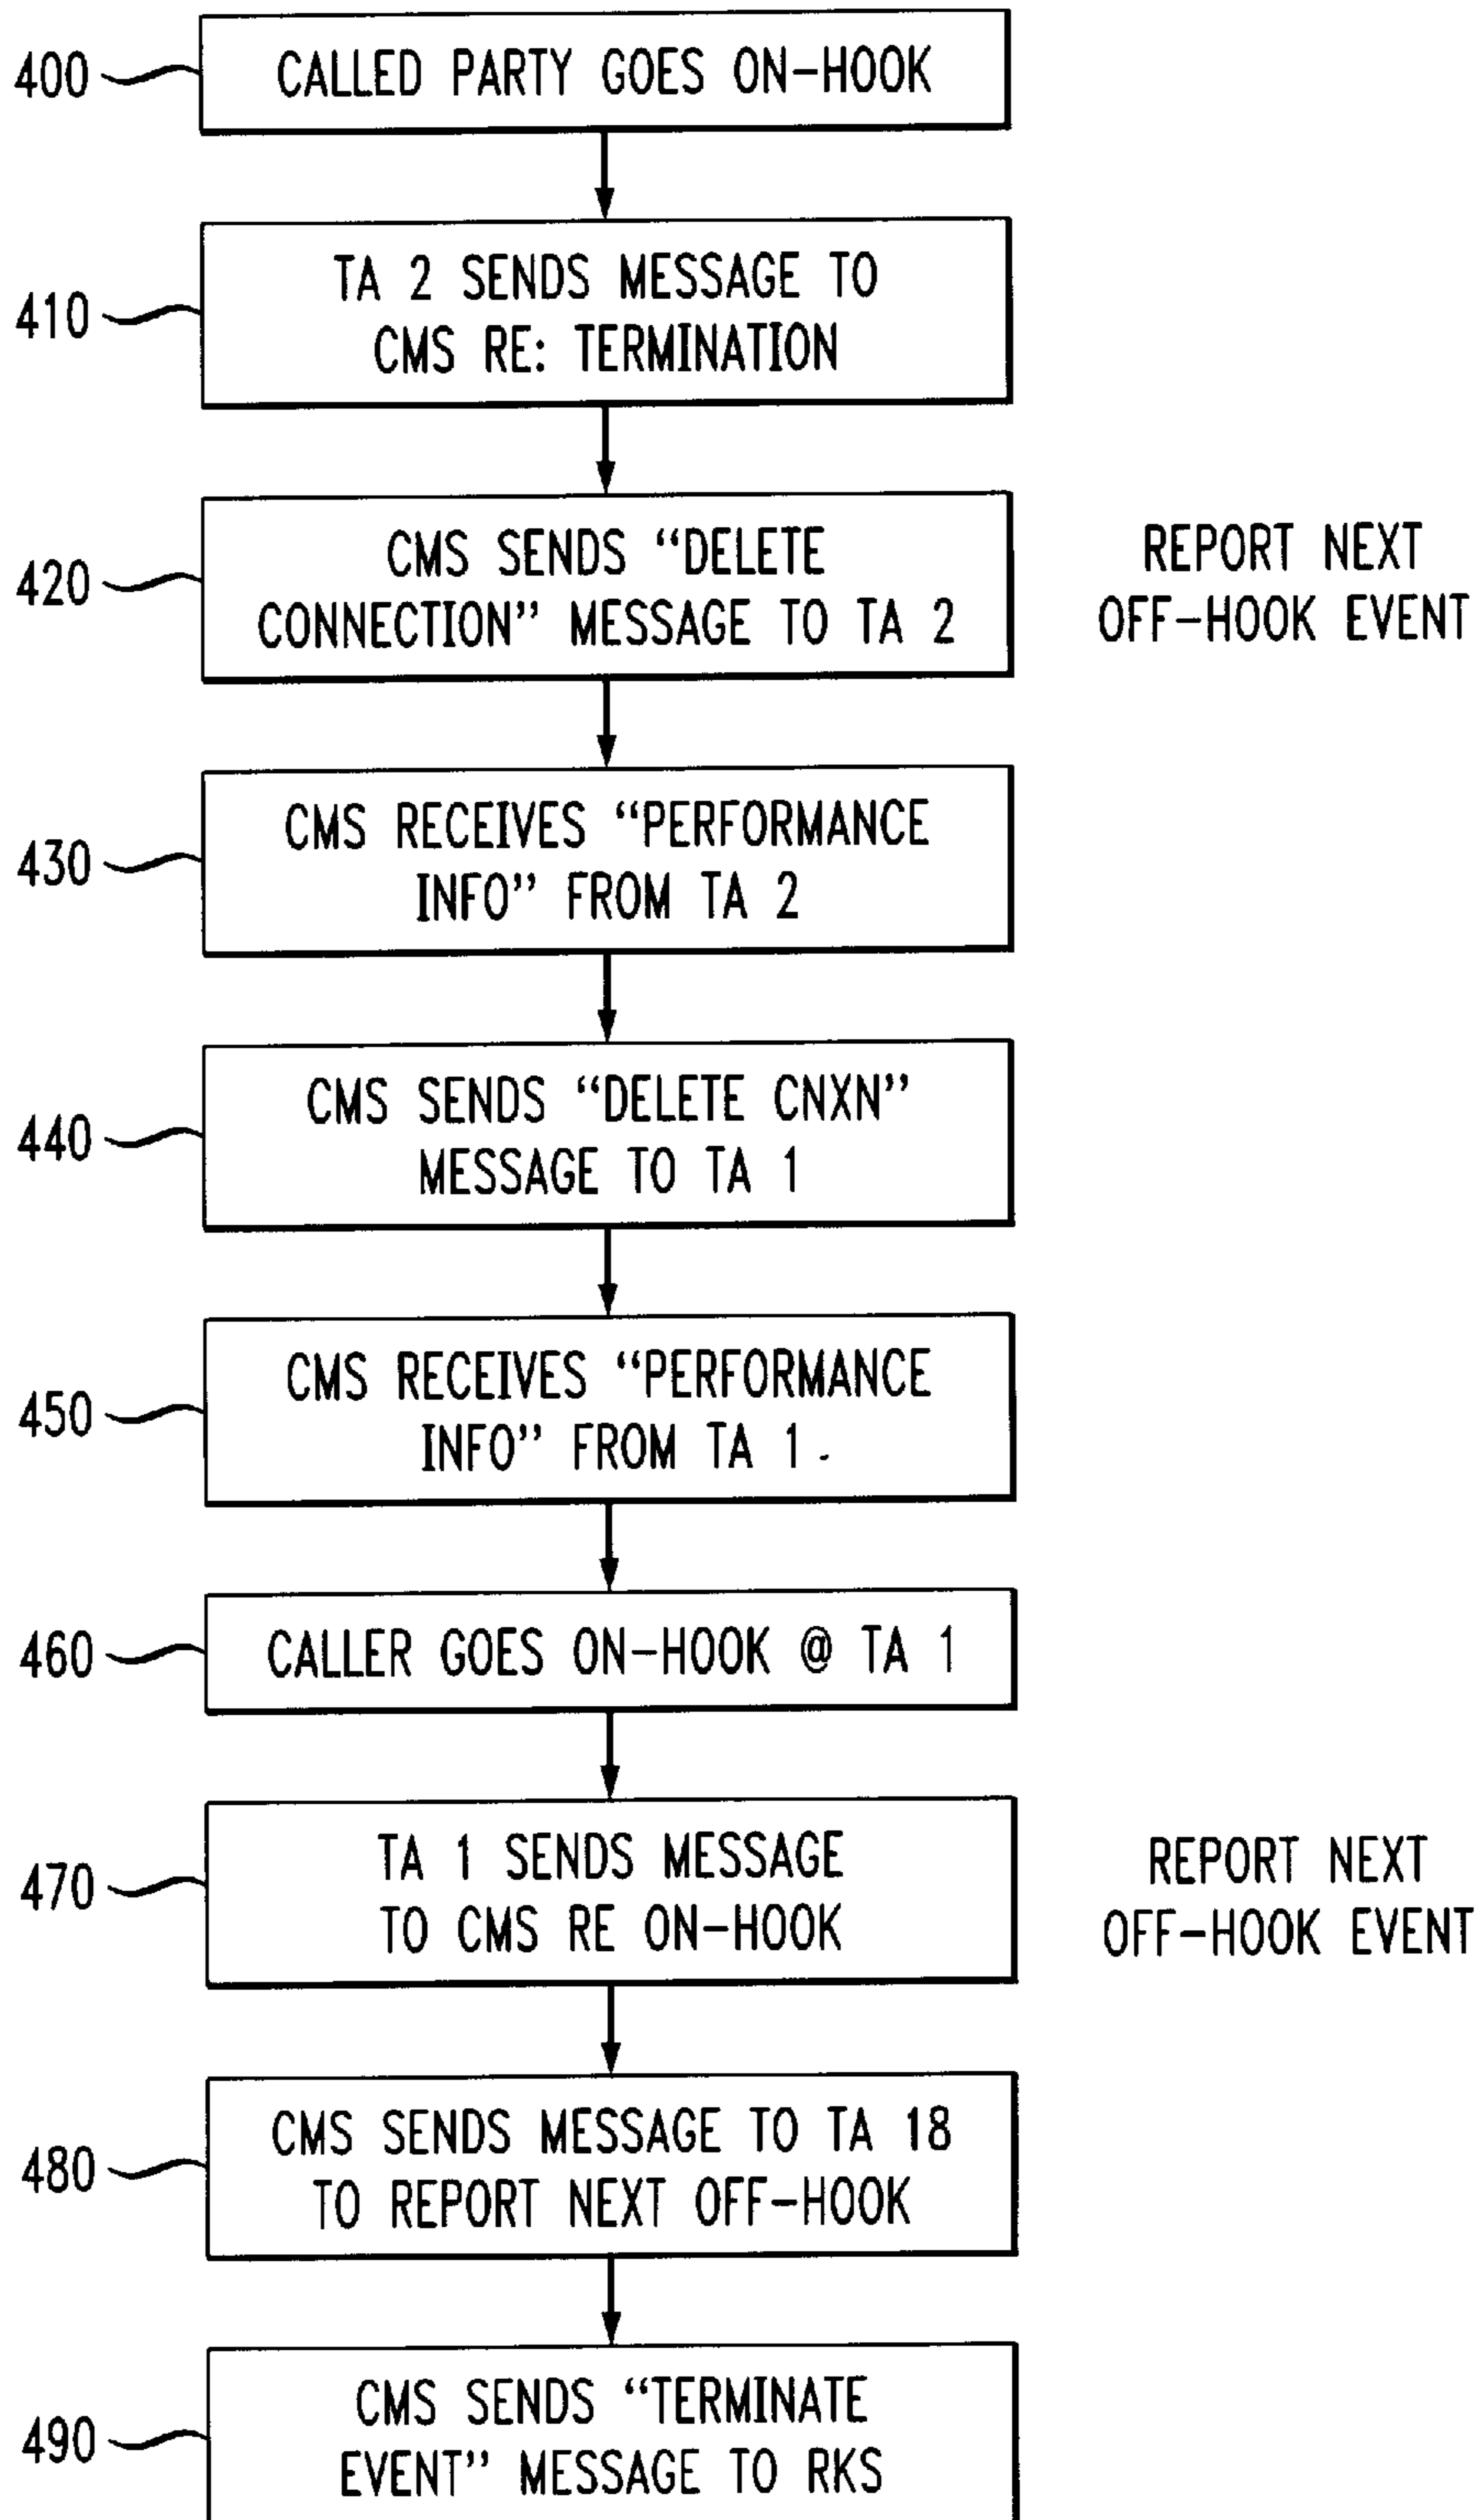 400
CALLED PARTY GOES ON-HOOK
410
TA 2 SENDS MESSAGE TO
CMS RE: TERMINATION
420
CMS SENDS “DELETE
CONNECTION” MESSAGE TO TA 2
REPORT NEXT
OFF-HOOK EVENT
430
CMS RECEIVES “PERFORMANCE
INFO” FROM TA 2
440
CMS SENDS “DELETE CNXN”
MESSAGE TO TA 1
450
CMS RECEIVES “PERFORMANCE
INFO” FROM TA 1.
460
CALLER GOES ON-HOOK @ TA 1
470
TA 1 SENDS MESSAGE
TO CMS RE ON-HOOK
REPORT NEXT
OFF-HOOK EVENT
480
CMS SENDS MESSAGE TO TA 18
TO REPORT NEXT OFF-HOOK
490
CMS SENDS “TERMINATE
EVENT” MESSAGE TO RKS